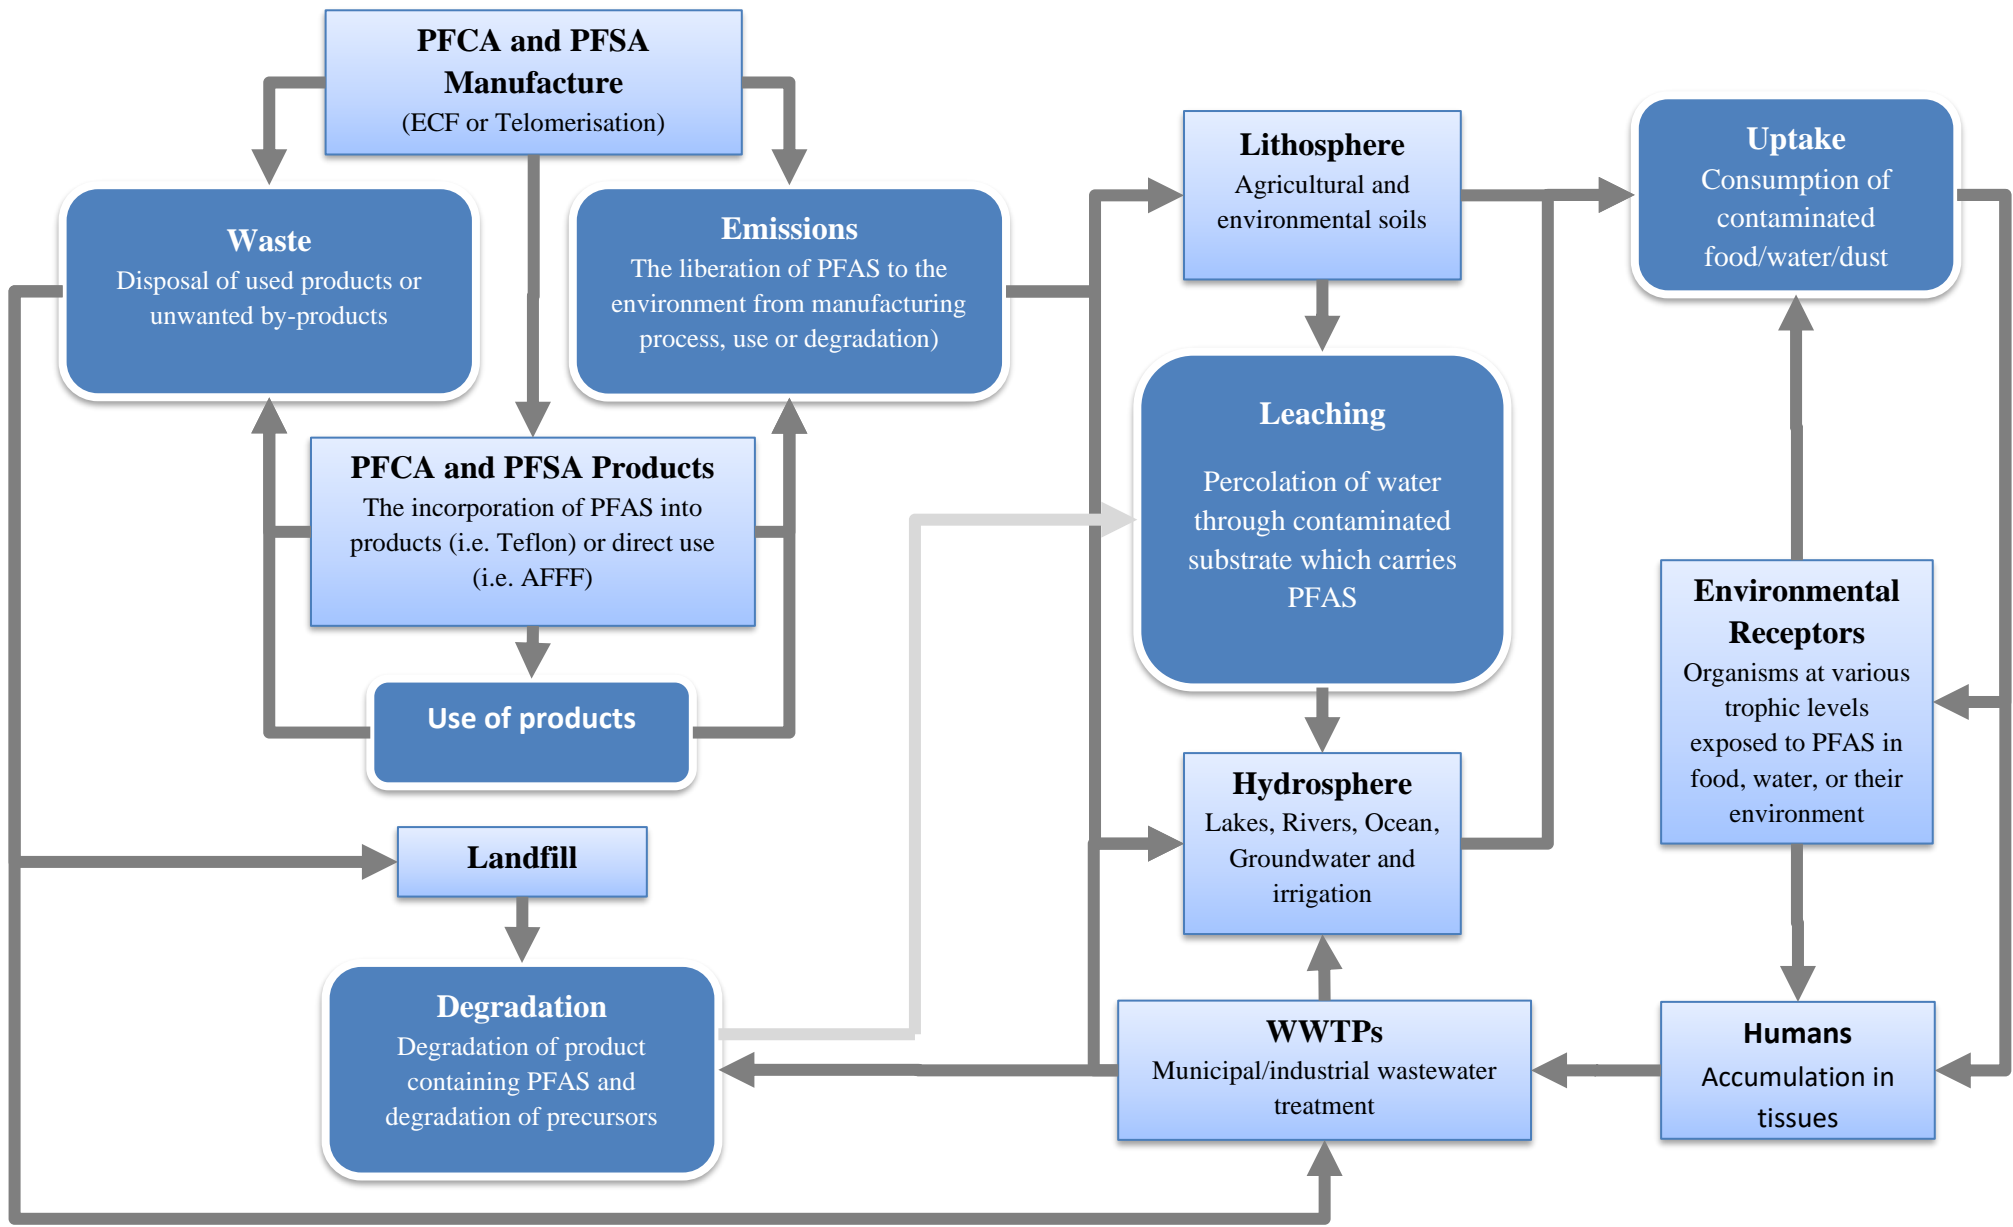 PFCA and PFSA
Manufacture
(ECF or Telomerisation)
Waste
Disposal of used products or
unwanted by-products
Emissions
The liberation of PFAS to the
environment from manufacturing
process, use or degradation)
PFCA and PFSA Products
The incorporation of PFAS into
products (i.e. Teflon) or direct use
(i.e. AFFF)
Use of products
Landfill
Degradation
Degradation of product
containing PFAS and
degradation of precursors
Lithosphere
Agricultural and
environmental soils
Leaching
Percolation of water
through contaminated
substrate which carries
PFAS
Hydrosphere
Lakes, Rivers, Ocean,
Groundwater and
irrigation
WWTPs
Municipal/industrial wastewater
treatment
Uptake
Consumption of
contaminated
food/water/dust
Environmental
Receptors
Organisms at various
trophic levels
exposed to PFAS in
food, water, or their
environment
Humans
Accumulation in
tissues